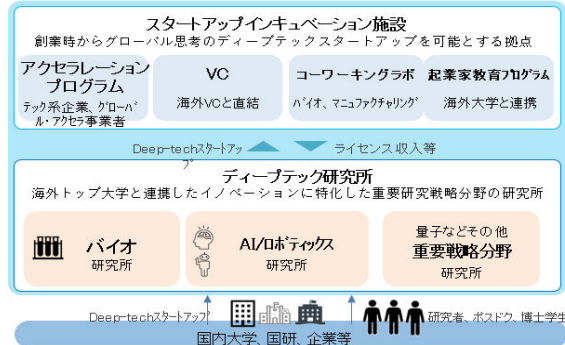 スタートアップインキュベーション施設
創業時からグローバル思考のディープテックスタートアップを可能とする拠点
アクセラレーション
プログラム
テック系企業、グローバ
ル・アクセラ事業者
VC
海外VCと直結
コーワーキングラボ
バイオ、マニュファクチャリング
起業家教育プログラム
海外大学と連携
Deep-techスタートアッ
プ
ライセンス収入等
ディープテック研究所
海外トップ大学と連携したイノベーションに特化した重要研究戦略分野の研究所
バイオ
研究所
AI/ロボティックス
研究所
量子などその他
重要戦略分野
研究所
Deep-techスタートアップ
研究者、ポスドク、博士学生
国内大学、国研、企業等